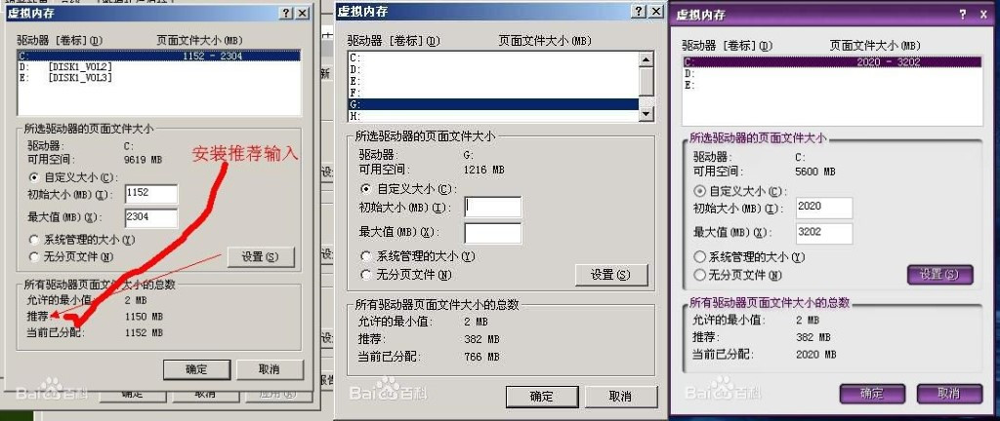 虚拟内存
驱动器 [卷标](D) 页面文件大小(MB)
C: 1152 - 2304
D: [DISK1_VOL2]
E: [DISK1_VOL3]
所选驱动器的页面文件大小
驱动器: C:
可用空间: 9619 MB
安装推荐输入
自定义大小(C):
初始大小(MB)(I): 1152
最大值(MB)(X): 2304
系统管理的大小(Y)
无分页文件(N)
设置(S)
所有驱动器页面文件大小的总数
允许的最小值: 2 MB
推荐: 1150 MB
当前已分配: 1152 MB
确定 取消
Bai 百科
确定 取消 应用(A)
虚拟内存
驱动器 [卷标](D) 页面文件大小(MB)
C:
D:
E:
F:
G:
H:
所选驱动器的页面文件大小
驱动器: G:
可用空间: 1216 MB
自定义大小(C):
初始大小(MB)(I):
最大值(MB)(X):
系统管理的大小(Y)
无分页文件(N)
设置(S)
所有驱动器页面文件大小的总数
允许的最小值: 2 MB
推荐: 382 MB
当前已分配: 766 MB
确定 取消
Bai 百科
虚拟内存
驱动器 [卷标](D) 页面文件大小(MB)
C: 2020 - 3202
D:
E:
所选驱动器的页面文件大小
驱动器: C:
可用空间: 5600 MB
自定义大小(C):
初始大小(MB)(I): 2020
最大值(MB)(X): 3202
系统管理的大小(Y)
无分页文件(N)
设置(S)
所有驱动器页面文件大小的总数
允许的最小值: 2 MB
推荐: 382 MB
当前已分配: 2020 MB
确定 取消
Bai 百科